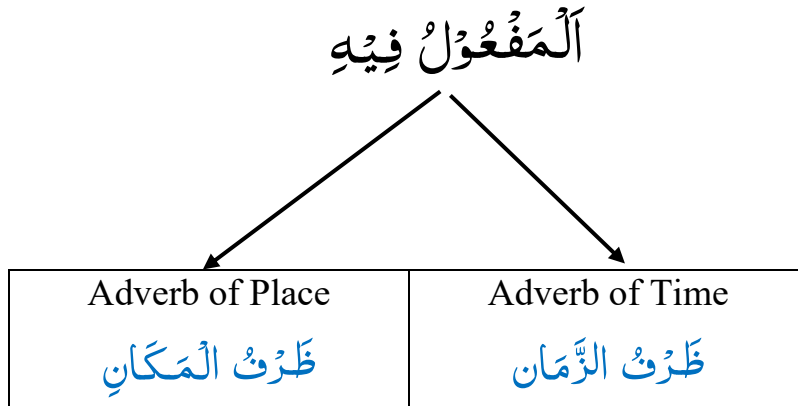 اَلْمَفْعُوْلُ فِيْهِ
Adverb of Place
ظَرْفُ الْمَكَانِ
Adverb of Time
ظَرْفُ الزَّمَان